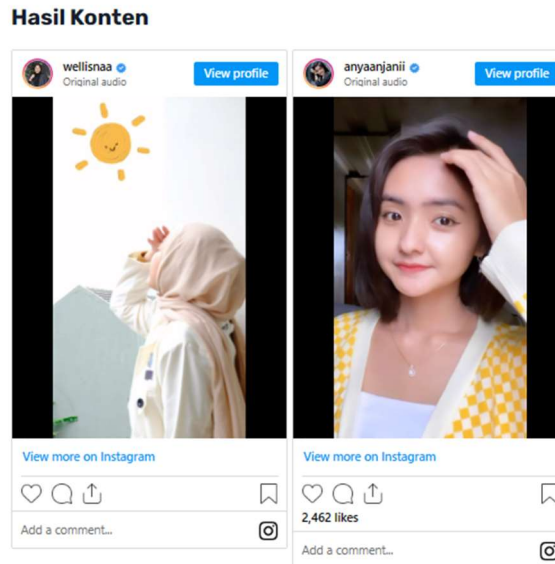 Hasil Konten
wellisnaa
Original audio
View profile
View more on Instagram
Add a comment...
anyaanjanii
Original audio
View profile
View more on Instagram
2,462 likes
Add a comment...